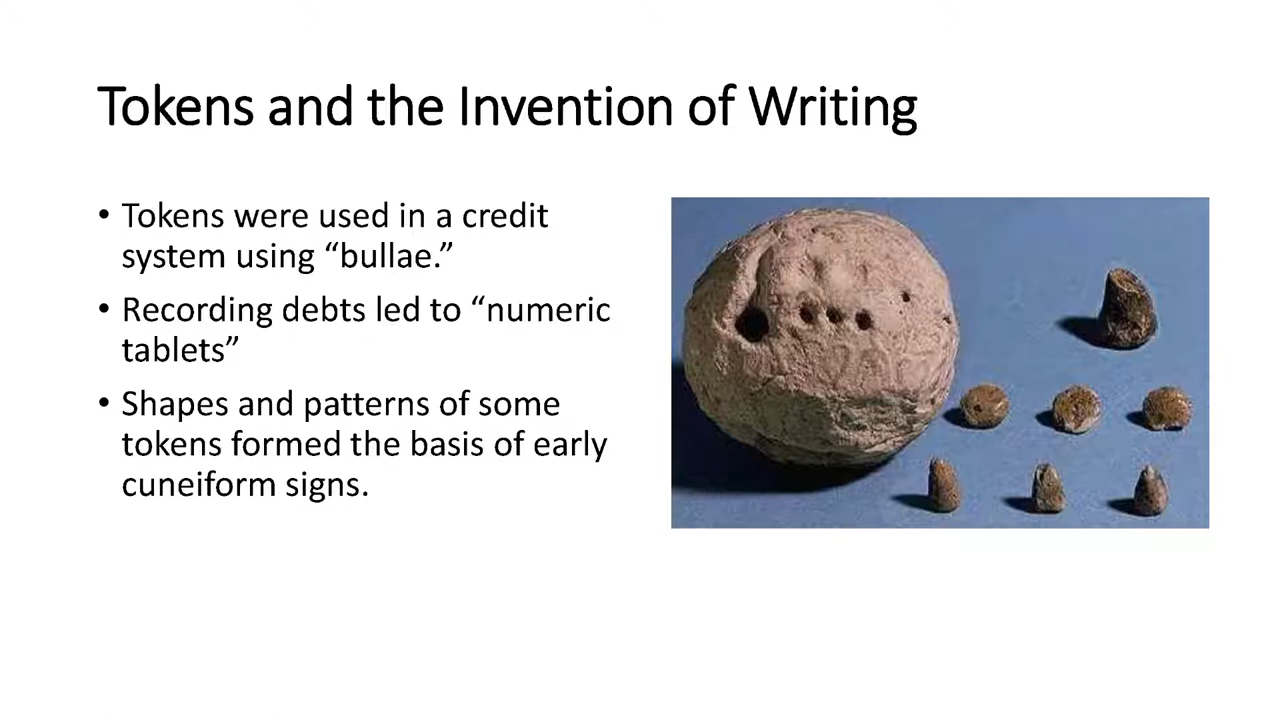 Tokens and the Invention of Writing
• Tokens were used in a credit
system using “bullae.”
• Recording debts led to “numeric
tablets”
• Shapes and patterns of some
tokens formed the basis of early
cuneiform signs.